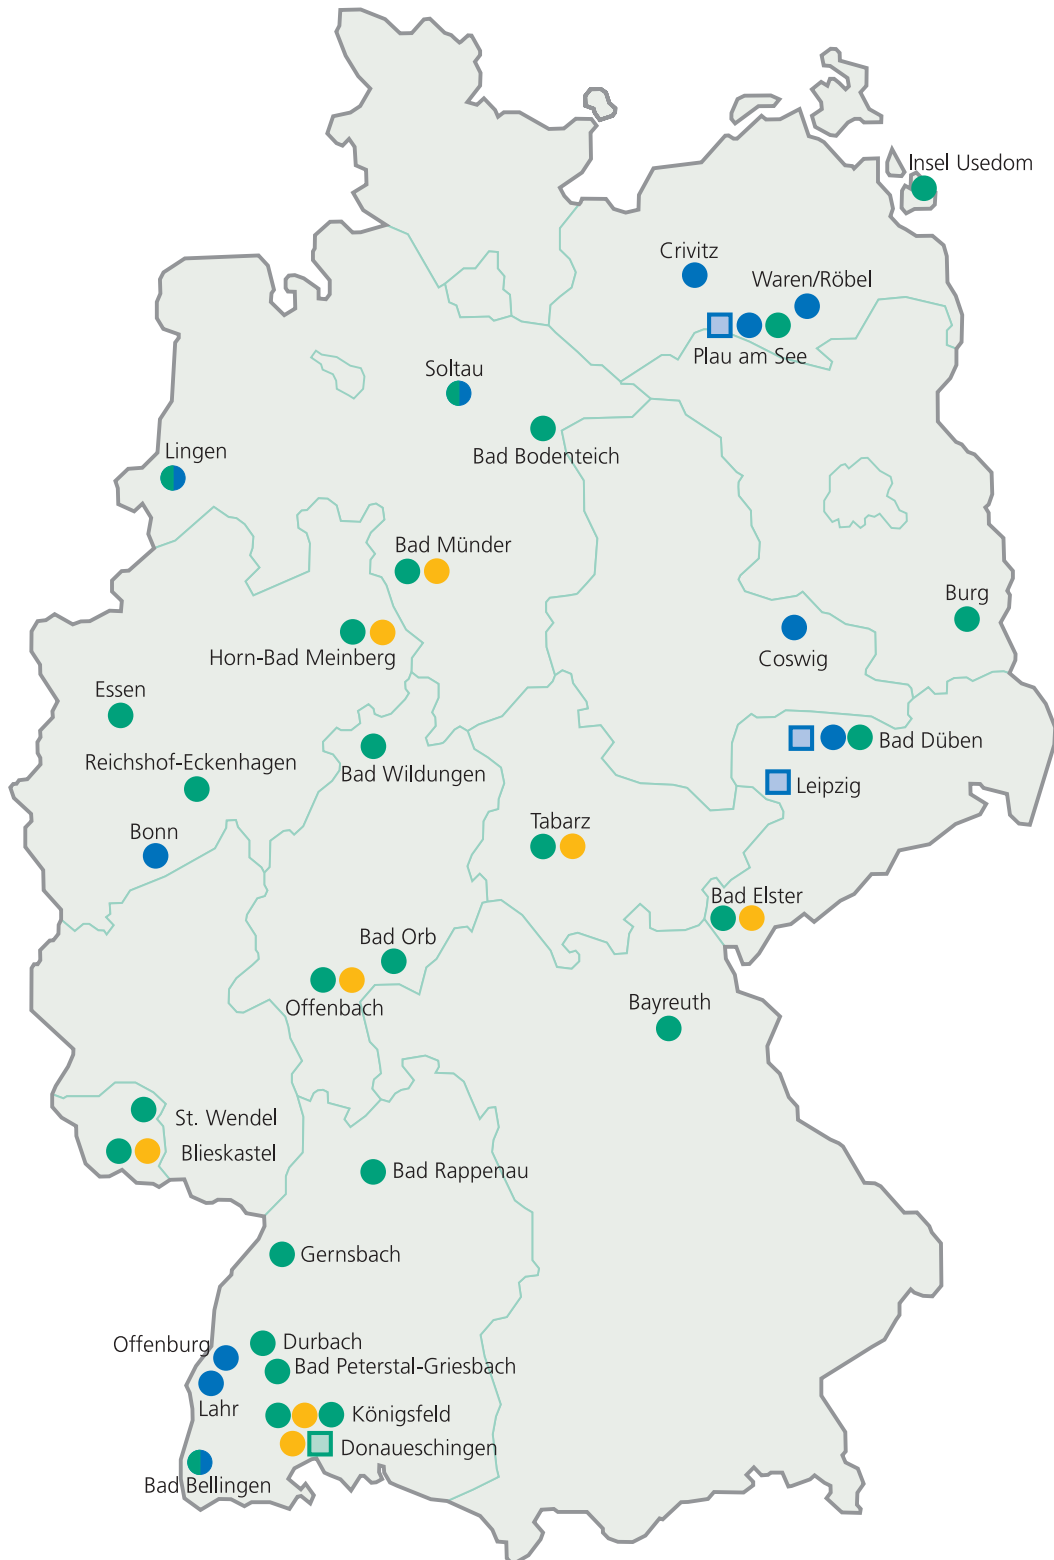 Insel Usedom
Crivitz
Waren/Röbel
Plau am See
Soltau
Bad Bodenteich
Lingen
Bad Münder
Burg
Horn-Bad Meinberg
Coswig
Essen
Bad Düben
Bad Wildungen
Reichshof-Eckenhagen
Leipzig
Tabarz
Bonn
Bad Elster
Bad Orb
Offenbach
Bayreuth
St. Wendel
Blieskastel
Bad Rappenau
Gernsbach
Offenburg
Durbach
Bad Peterstal-Griesbach
Lahr
Königsfeld
Donaueschingen
Bad Bellingen